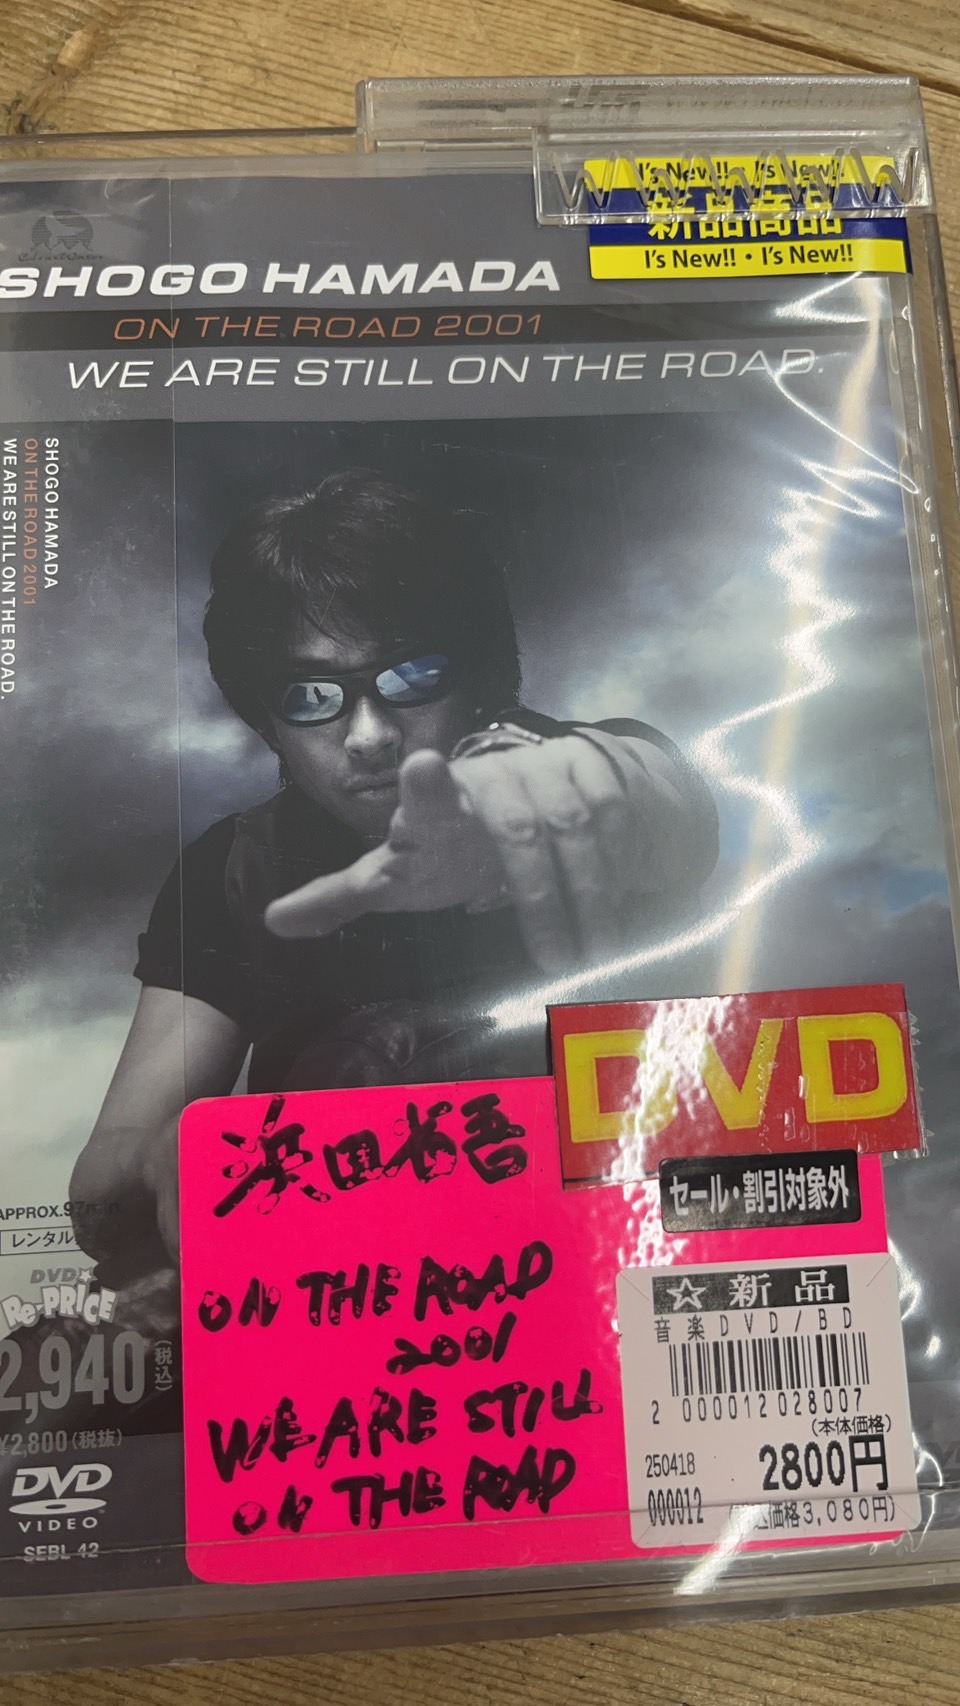 I's New!! · I's New!!
新品商品
I's New!! • I's New!!
SHOGO HAMADA
ON THE ROAD 2001
WE ARE STILL ON THE ROAD.
SHOGO HAMADA
ON THE ROAD 2001
WE ARE STILL ON THE ROAD.
DVD
セール・割引対象外
浜田省吾
ON THE ROAD
2001
WE ARE STILL
ON THE ROAD
☆新品
音楽DVD/BD
2 000012 028007
(本体価格)
250418
2800円
000012
価格3,080円)
APPROX.97min
レンタル
DVD
Re-PRICE
2,940(税込)
¥2,800(税抜)
DVD
VIDEO
SEBL 42